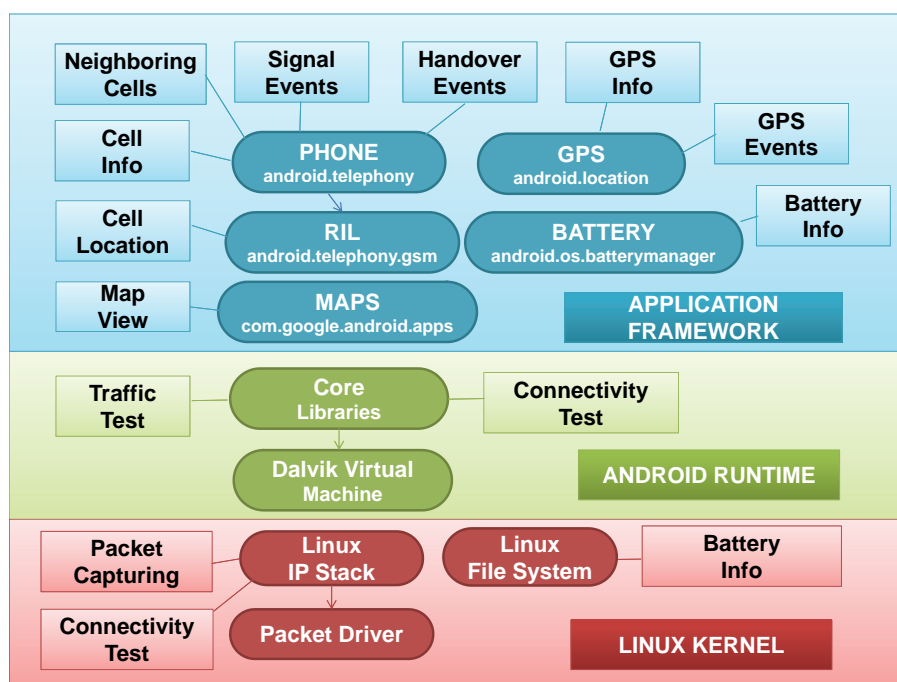 Neighboring
Cells
Signal
Events
Handover
Events
GPS
Info
Cell
Info
PHONE
android.telephony
GPS
android.location
GPS
Events
Cell
Location
RIL
android.telephony.gsm
BATTERY
android.os.batterymanager
Battery
Info
Map
View
MAPS
com.google.android.apps
APPLICATION
FRAMEWORK
Traffic
Test
Core
Libraries
Connectivity
Test
Dalvik Virtual
Machine
ANDROID RUNTIME
Packet
Capturing
Linux
IP Stack
Linux
File System
Battery
Info
Connectivity
Test
Packet Driver
LINUX KERNEL